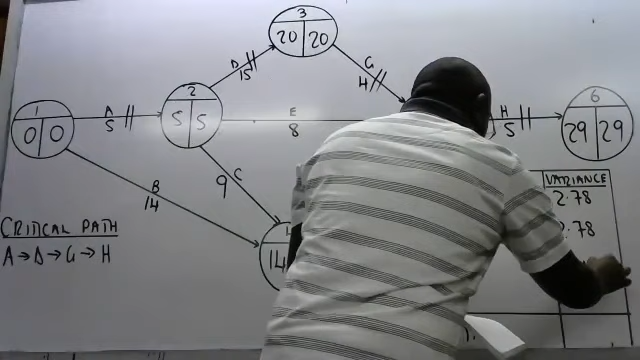 3
20 20
D
15
G
4
2
5 5
1
0 0
A
5
E
8
H
5
6
29 29
B
14
C
9
14
VARIANCE
2.78
2.78
CRITICAL PATH
A→D→G→H